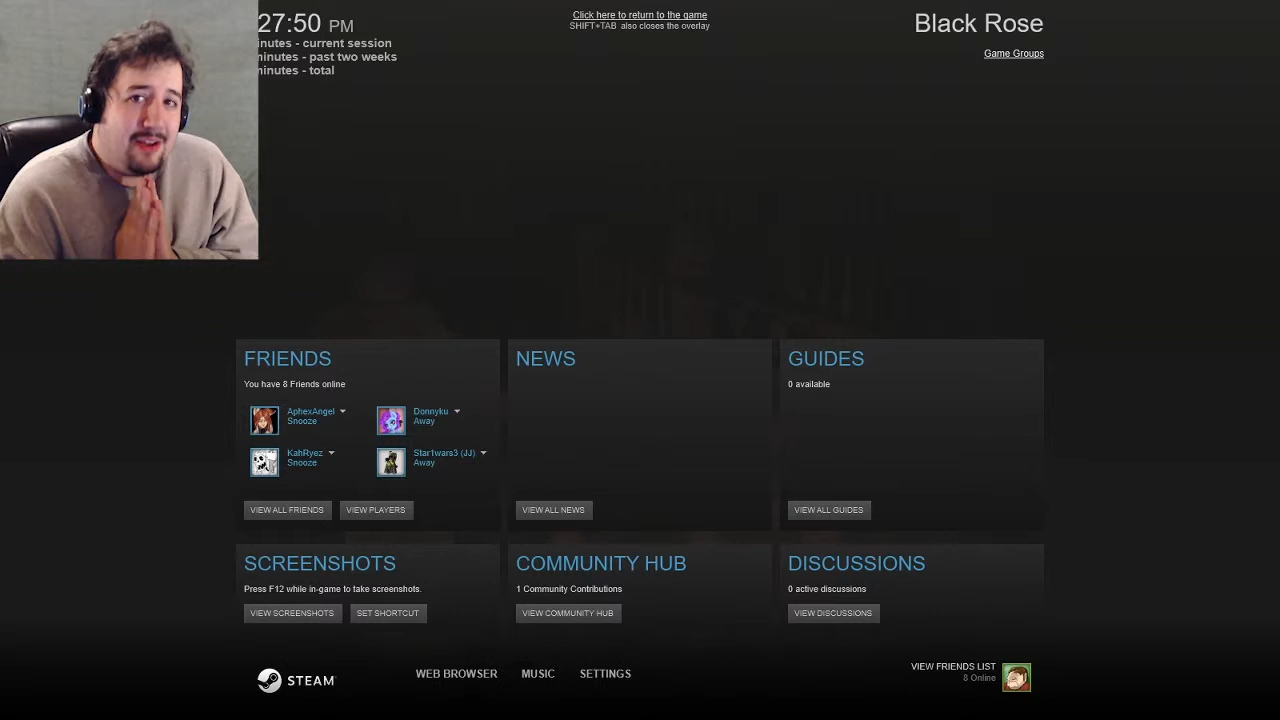 27:50 PM
inutes - current session
inutes - past two weeks
inutes - total
Click here to return to the game
SHIFT+TAB also closes the overlay
Black Rose
Game Groups
FRIENDS
You have 8 Friends online
AphexAngel
Snooze
Donnyku
Away
KahRyez
Snooze
Star1wars3 (JJ)
Away
VIEW ALL FRIENDS
VIEW PLAYERS
NEWS
VIEW ALL NEWS
GUIDES
0 available
VIEW ALL GUIDES
SCREENSHOTS
Press F12 while in-game to take screenshots.
VIEW SCREENSHOTS
SET SHORTCUT
COMMUNITY HUB
1 Community Contributions
VIEW COMMUNITY HUB
DISCUSSIONS
0 active discussions
VIEW DISCUSSIONS
STEAM
WEB BROWSER
MUSIC
SETTINGS
VIEW FRIENDS LIST
8 Online